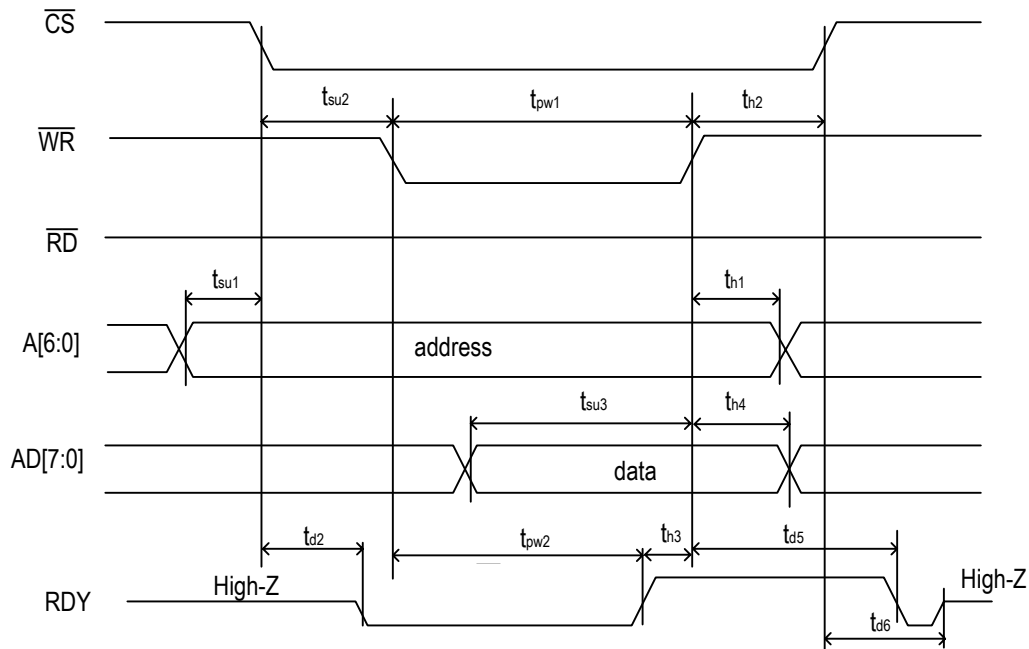 CS
tsu2 tpw1 th2
WR
RD
tsu1 th1
A[6:0] address
tsu3 th4
AD[7:0] data
td2 tpw2 th3 td5
High-Z High-Z
RDY
td6